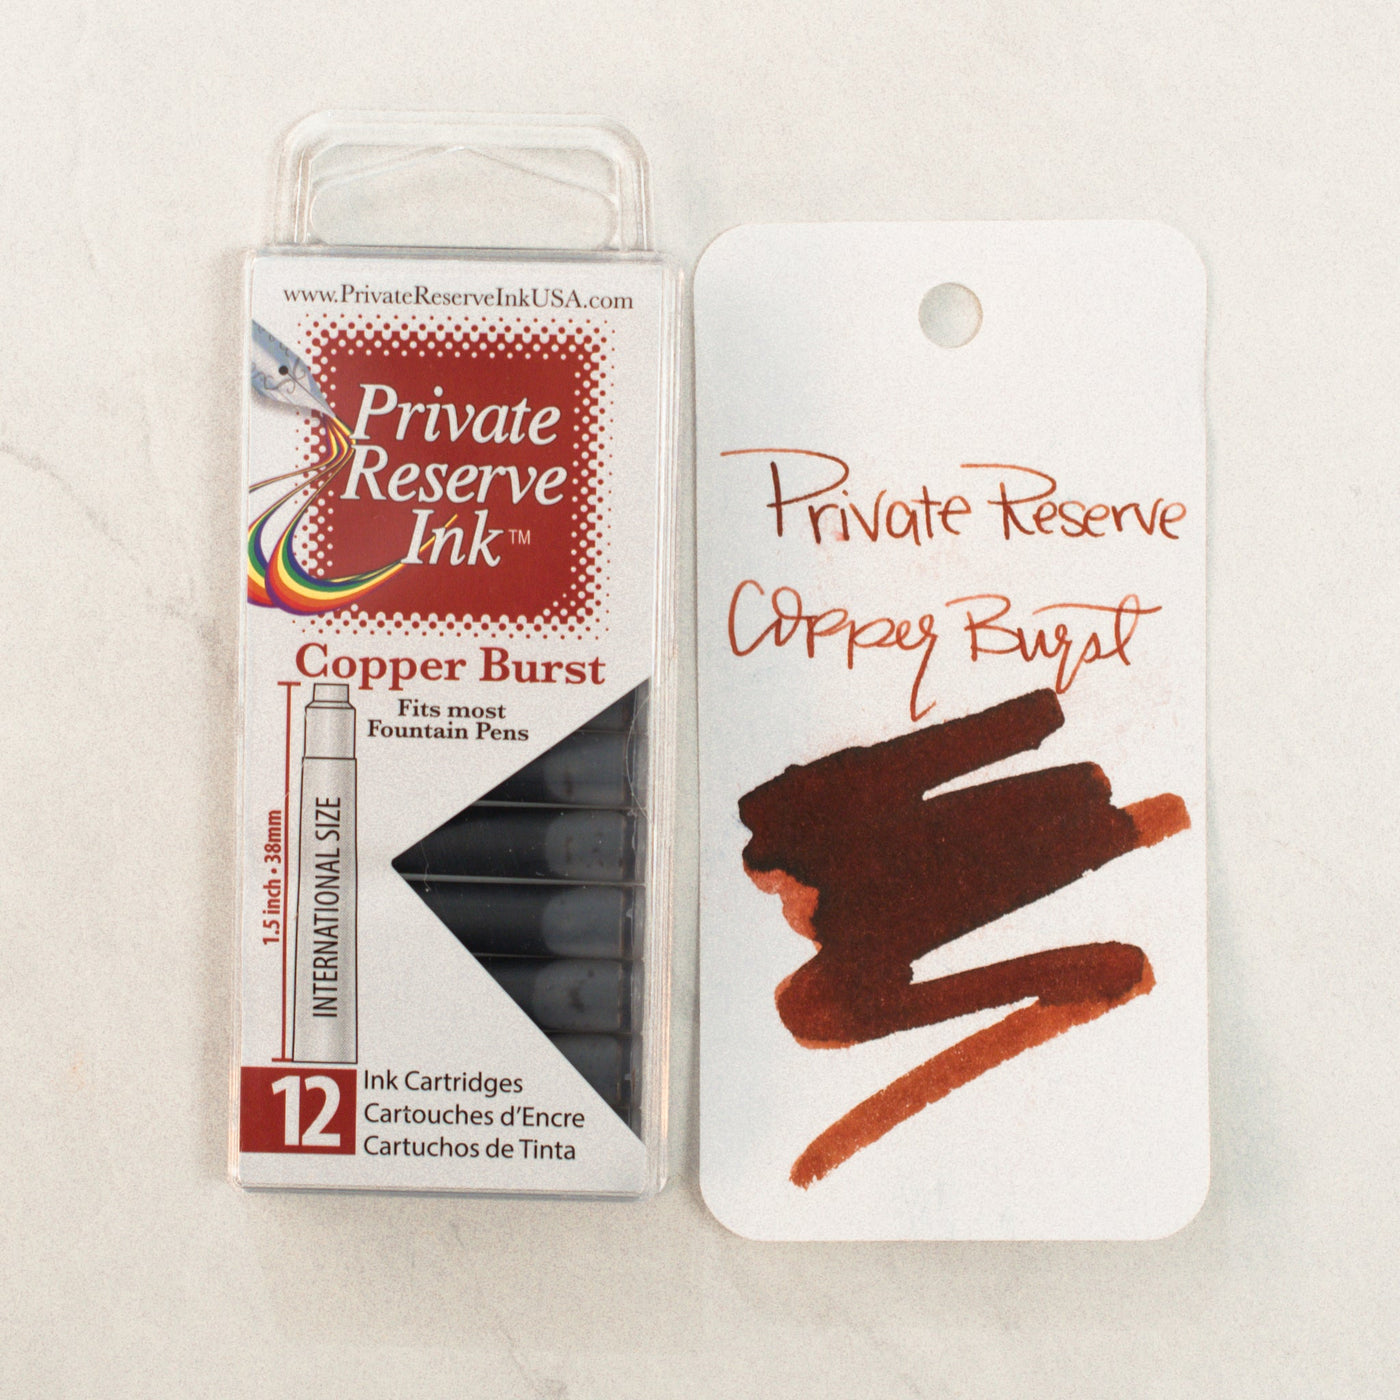 www.PrivateReserveInkUSA.com
Private
Reserve
Ink™
Copper Burst
Fits most
Fountain Pens
1.5 inch • 38mm
INTERNATIONAL SIZE
12
Ink Cartridges
Cartouches d’Encre
Cartuchos de Tinta
Private Reserve
Copper Burst